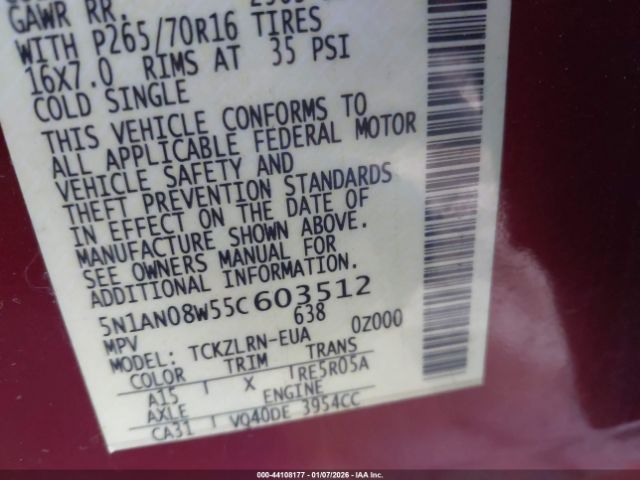 GAWR RR.
WITH P265/70R16 TIRES
16X7.0 RIMS AT 35 PSI
COLD SINGLE
THIS VEHICLE CONFORMS TO
ALL APPLICABLE FEDERAL MOTOR
VEHICLE SAFETY AND
THEFT PREVENTION STANDARDS
IN EFFECT ON THE DATE OF
MANUFACTURE SHOWN ABOVE.
SEE OWNERS MANUAL FOR
ADDITIONAL INFORMATION.
5N1AN08W55C603512
MPV 638 0Z000
MODEL: TCKZLRN-EUA
COLOR TRIM TRANS
A15 X RE5R05A
AXLE ENGINE
CA31 VQ40DE 3954CC
000-44108177 - 01/07/2026 - IAA Inc.